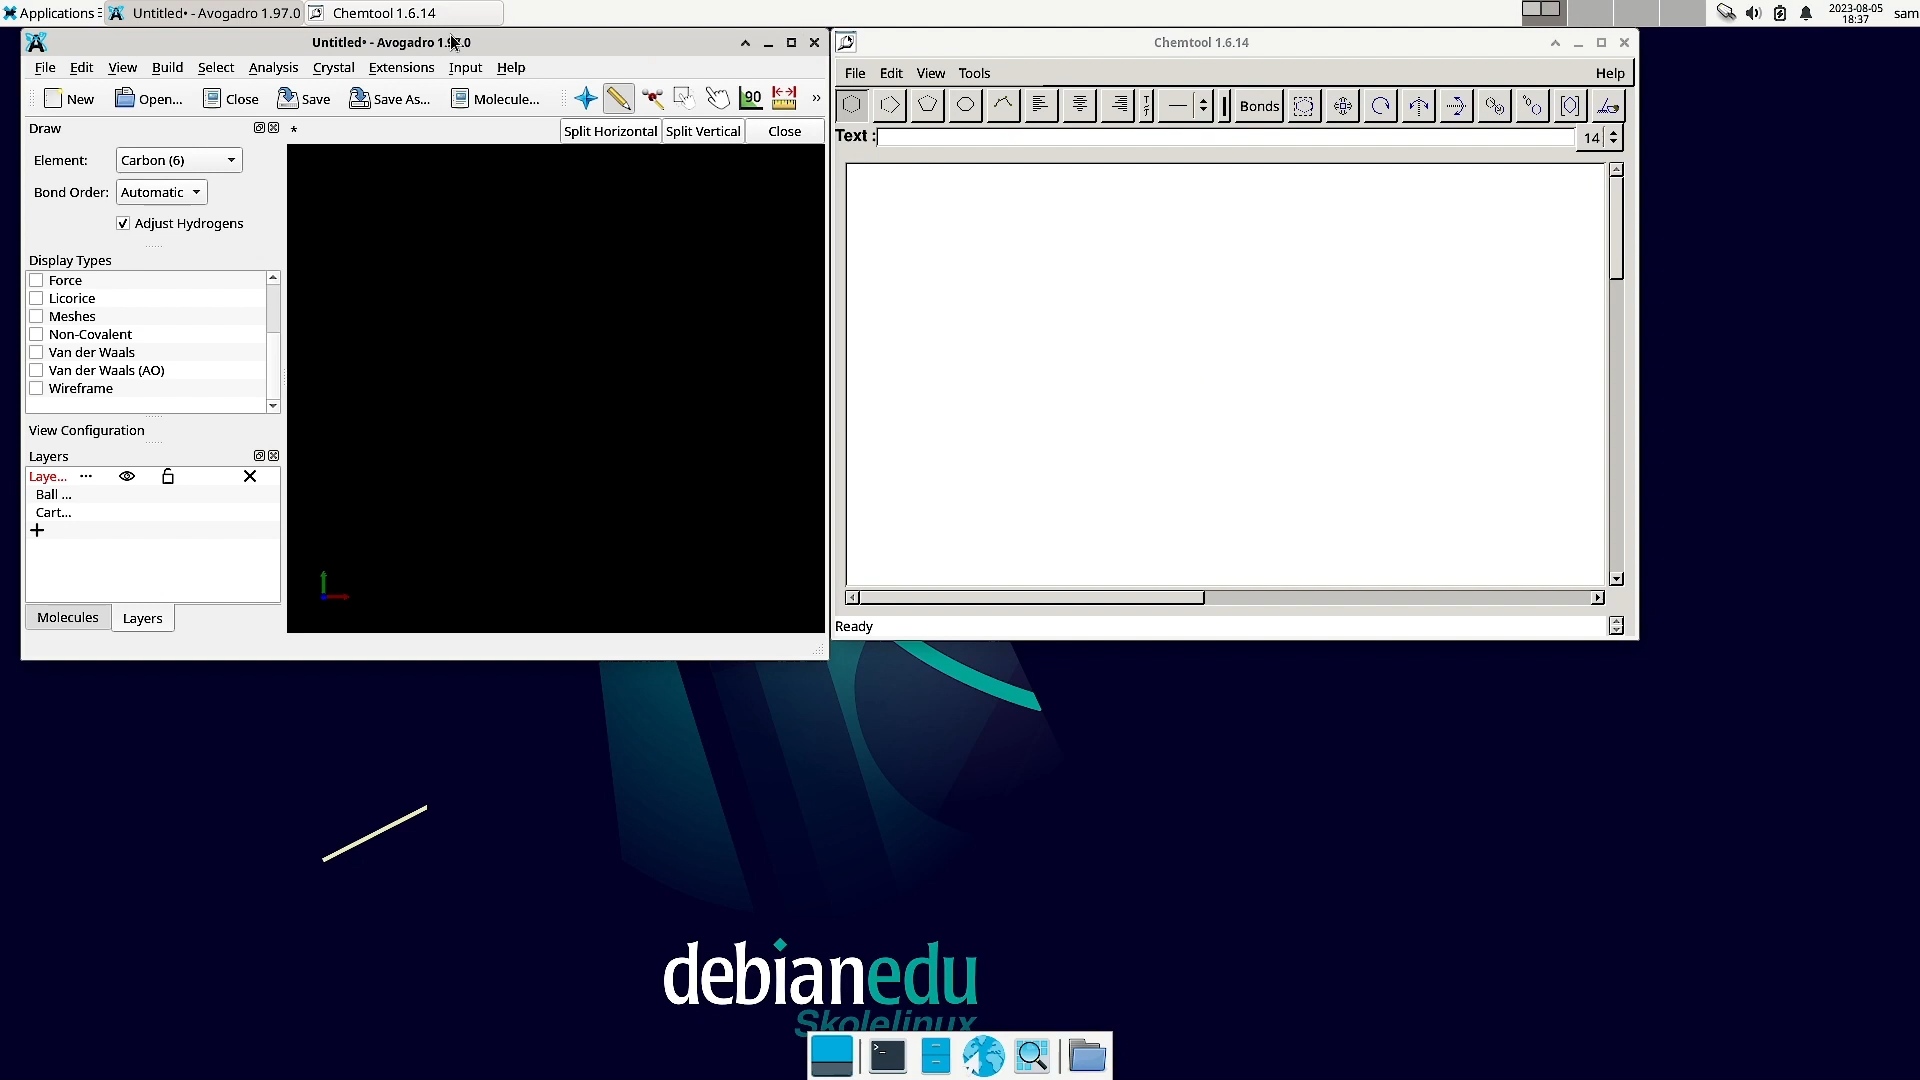 Applications
Untitled• - Avogadro 1.97.0
Chemtool 1.6.14
2023-08-05
18:37
sam
Untitled• - Avogadro 1.97.0
File Edit View Build Select Analysis Crystal Extensions Input Help
New Open... Close Save Save As... Molecule... 90 »
Draw
* Split Horizontal Split Vertical Close
Element: Carbon (6)
Bond Order: Automatic
Adjust Hydrogens
Display Types
Force
Licorice
Meshes
Non-Covalent
Van der Waals
Van der Waals (AO)
Wireframe
View Configuration
Layers
Laye... ···
Ball ...
Cart...
Molecules Layers
Chemtool 1.6.14
File Edit View Tools Help
Bonds
Text : 14
Ready
debianedu
Skolelinux